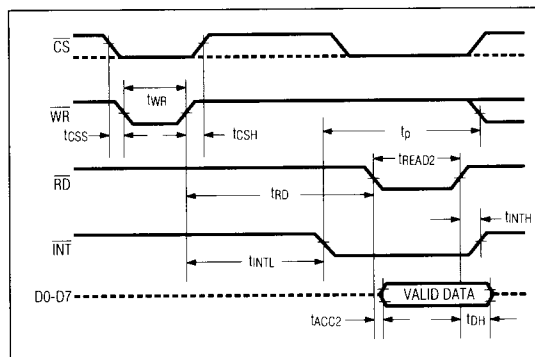 CS
tWR
WR
tCSS
tCSH
tp
tREAD2
RD
tRD
tINTH
INT
tINTL
D0-D7
VALID DATA
tACC2
tDH